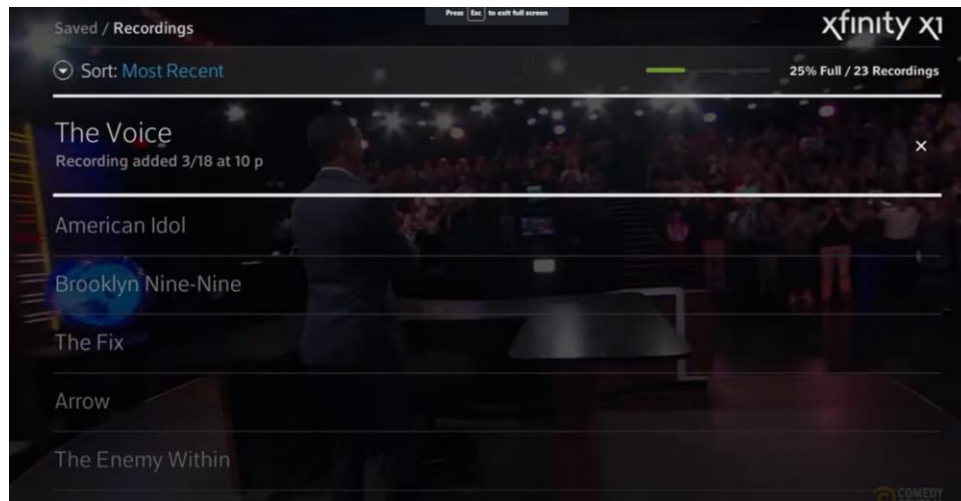 Press Esc to exit full screen
Saved / Recordings
xfinity x1
Sort: Most Recent
25% Full / 23 Recordings
The Voice
Recording added 3/18 at 10 p
American Idol
Brooklyn Nine-Nine
The Fix
Arrow
The Enemy Within
COMEDY